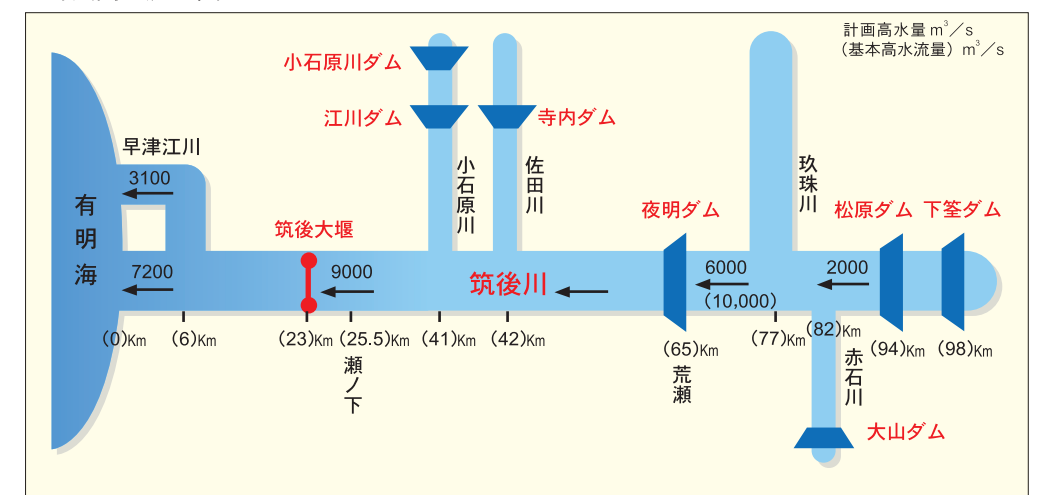 計画高水量 m³／s
(基本高水流量) m³／s
小石原川ダム
江川ダム
寺内ダム
早津江川
3100
小石原川
佐田川
玖珠川
有明海
筑後大堰
夜明ダム
松原ダム
下筌ダム
7200
9000
筑後川
6000
(10,000)
2000
(0)Km
(6)Km
(23)Km
(25.5)Km
(41)Km
(42)Km
(65)Km
(77)Km
(82)Km
(94)Km
(98)Km
瀬ノ下
荒瀬
赤石川
大山ダム